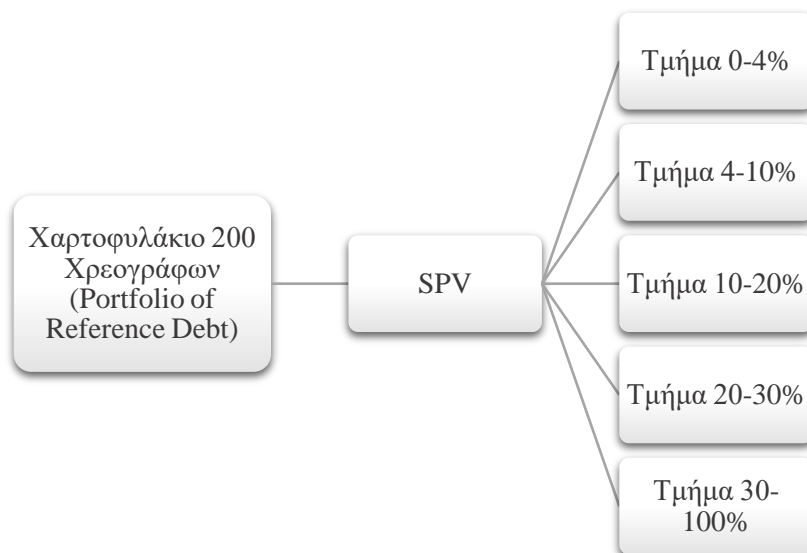 Τμήμα 0-4%
Τμήμα 4-10%
Χαρτοφυλάκιο 200
Χρεογράφων
(Portfolio of
Reference Debt)
SPV
Τμήμα 10-20%
Τμήμα 20-30%
Τμήμα 30-
100%